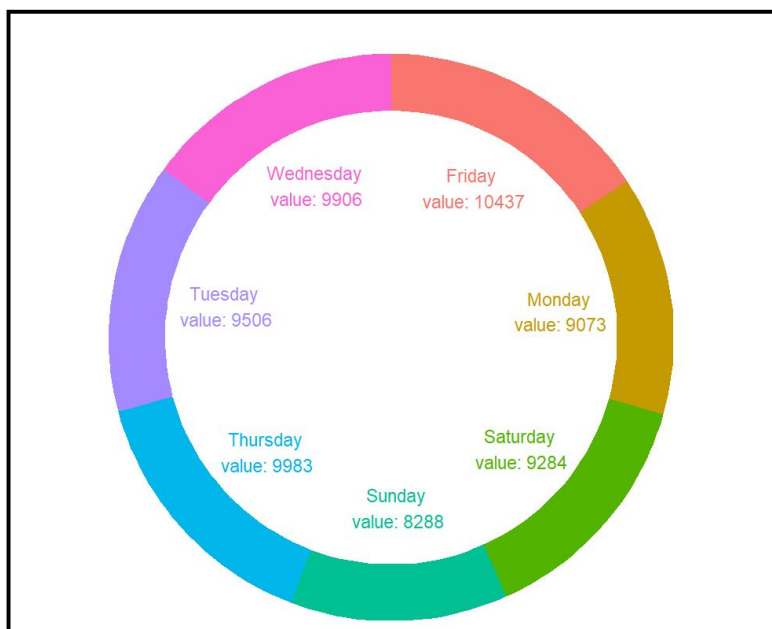 Wednesday
value: 9906
Friday
value: 10437
Tuesday
value: 9506
Monday
value: 9073
Thursday
value: 9983
Saturday
value: 9284
Sunday
value: 8288